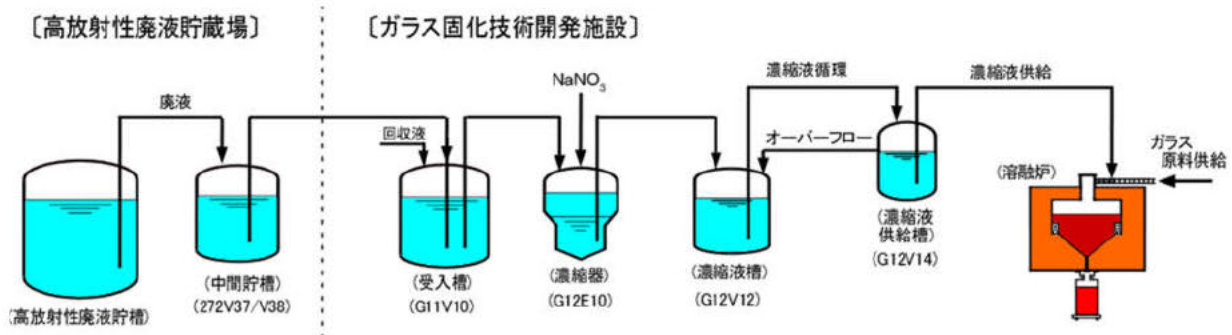 〔高放射性廃液貯蔵場〕
〔ガラス固化技術開発施設〕
廃液
回収液
NaNO3
濃縮液循環
オーバーフロー
濃縮液供給
ガラス
原料供給
(溶融炉)
(高放射性廃液貯槽)
(中間貯槽)
(272V37/V38)
(受入槽)
(G11V10)
(濃縮器)
(G12E10)
(濃縮液槽)
(G12V12)
(濃縮液
供給槽)
(G12V14)